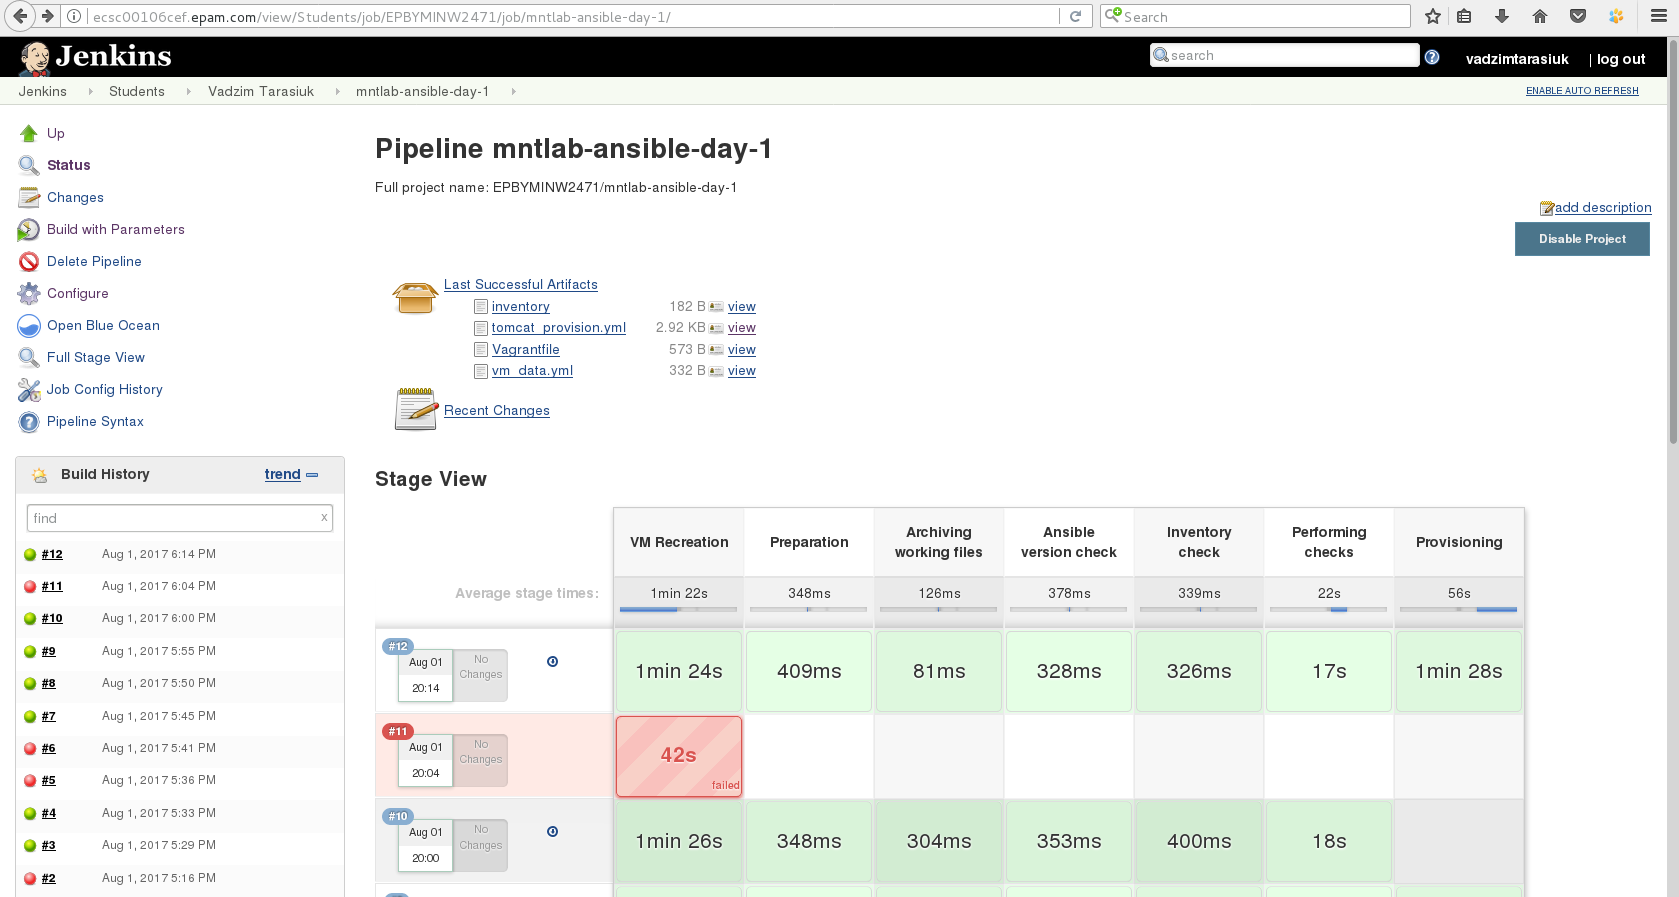 ecsc00106cef.epam.com/view/Students/job/EPBYMINW2471/job/mntlab-ansible-day-1/
Search
Jenkins
search
vadzimtarasiuk | log out
Jenkins Students Vadzim Tarasiuk mntlab-ansible-day-1
ENABLE AUTO REFRESH
Up
Status
Changes
Build with Parameters
Delete Pipeline
Configure
Open Blue Ocean
Full Stage View
Job Config History
Pipeline Syntax
Build History trend
find x
#12 Aug 1, 2017 6:14 PM
#11 Aug 1, 2017 6:04 PM
#10 Aug 1, 2017 6:00 PM
#9 Aug 1, 2017 5:55 PM
#8 Aug 1, 2017 5:50 PM
#7 Aug 1, 2017 5:45 PM
#6 Aug 1, 2017 5:41 PM
#5 Aug 1, 2017 5:36 PM
#4 Aug 1, 2017 5:33 PM
#3 Aug 1, 2017 5:29 PM
#2 Aug 1, 2017 5:16 PM
Pipeline mntlab-ansible-day-1
Full project name: EPBYMINW2471/mntlab-ansible-day-1
add description
Disable Project
Last Successful Artifacts
inventory 182 B view
tomcat_provision.yml 2.92 KB view
Vagrantfile 573 B view
vm_data.yml 332 B view
Recent Changes
Stage View
VM Recreation
Preparation
Archiving
working files
Ansible
version check
Inventory
check
Performing
checks
Provisioning
Average stage times: 1min 22s 348ms 126ms 378ms 339ms 22s 56s
#12
Aug 01
20:14
No
Changes
1min 24s 409ms 81ms 328ms 326ms 17s 1min 28s
#11
Aug 01
20:04
No
Changes
42s
failed
#10
Aug 01
20:00
No
Changes
1min 26s 348ms 304ms 353ms 400ms 18s